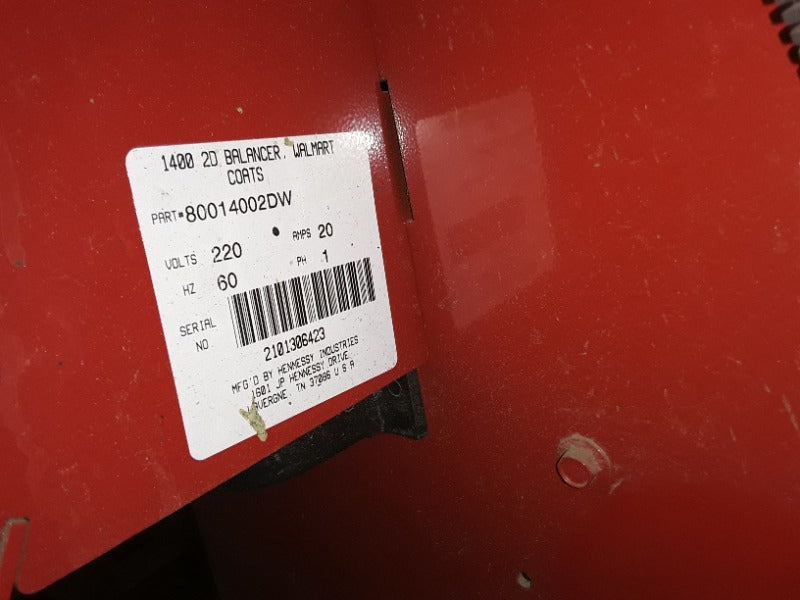 1400 2D BALANCER, WALMART
COATS
PART# 80014002DW
VOLTS 220 AMPS 20
HZ 60 PH 1
SERIAL
NO.
2101306423
MFG'D BY HENNESSY INDUSTRIES
1601 JP HENNESSY DRIVE
LAVERGNE, TN 37086 U S A